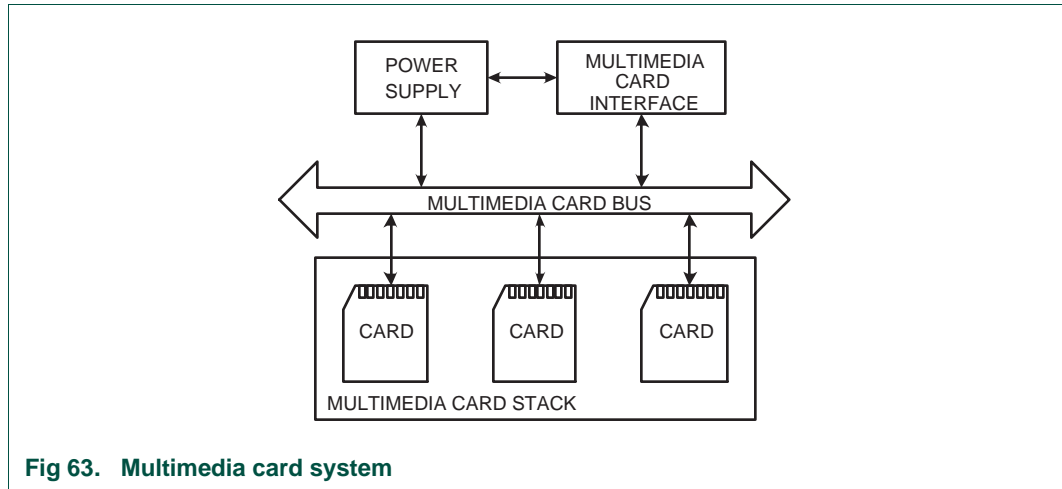 POWER
SUPPLY
MULTIMEDIA
CARD
INTERFACE
MULTIMEDIA CARD BUS
CARD
CARD
CARD
MULTIMEDIA CARD STACK
Fig 63. Multimedia card system